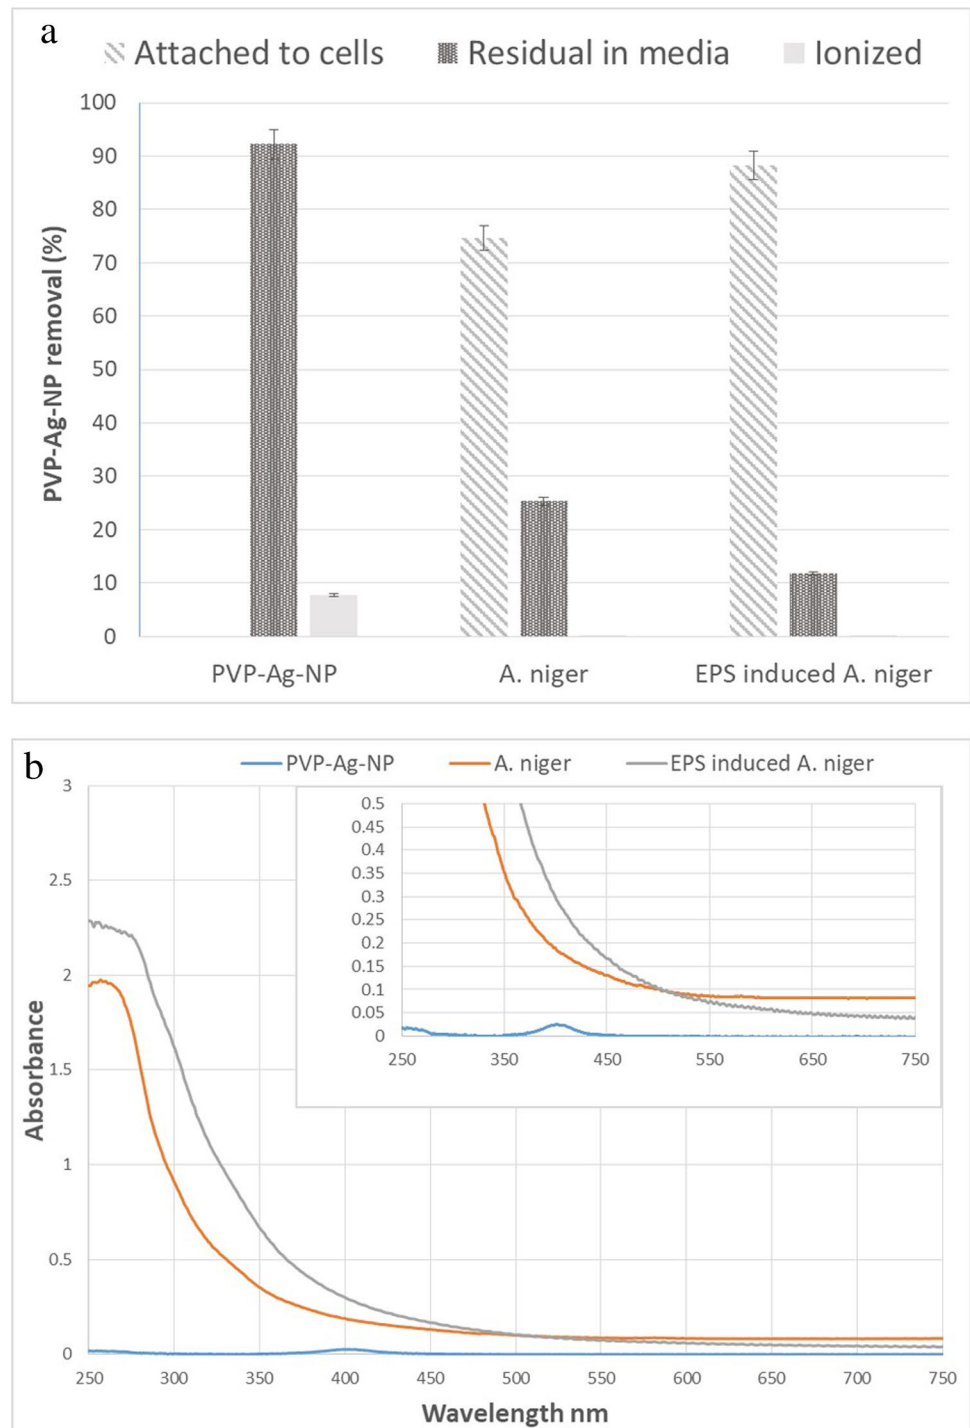 a
Attached to cells Residual in media Ionized
100
90
80
70
60
50
40
30
20
10
0
PVP-Ag-NP removal (%)
PVP-Ag-NP A. niger EPS induced A. niger
b
PVP-Ag-NP A. niger EPS induced A. niger
3
2.5
2
1.5
1
0.5
0
Absorbance
0.5
0.45
0.4
0.35
0.3
0.25
0.2
0.15
0.1
0.05
0
250 350 450 550 650 750
250 300 350 400 450 500 550 600 650 700 750
Wavelength nm